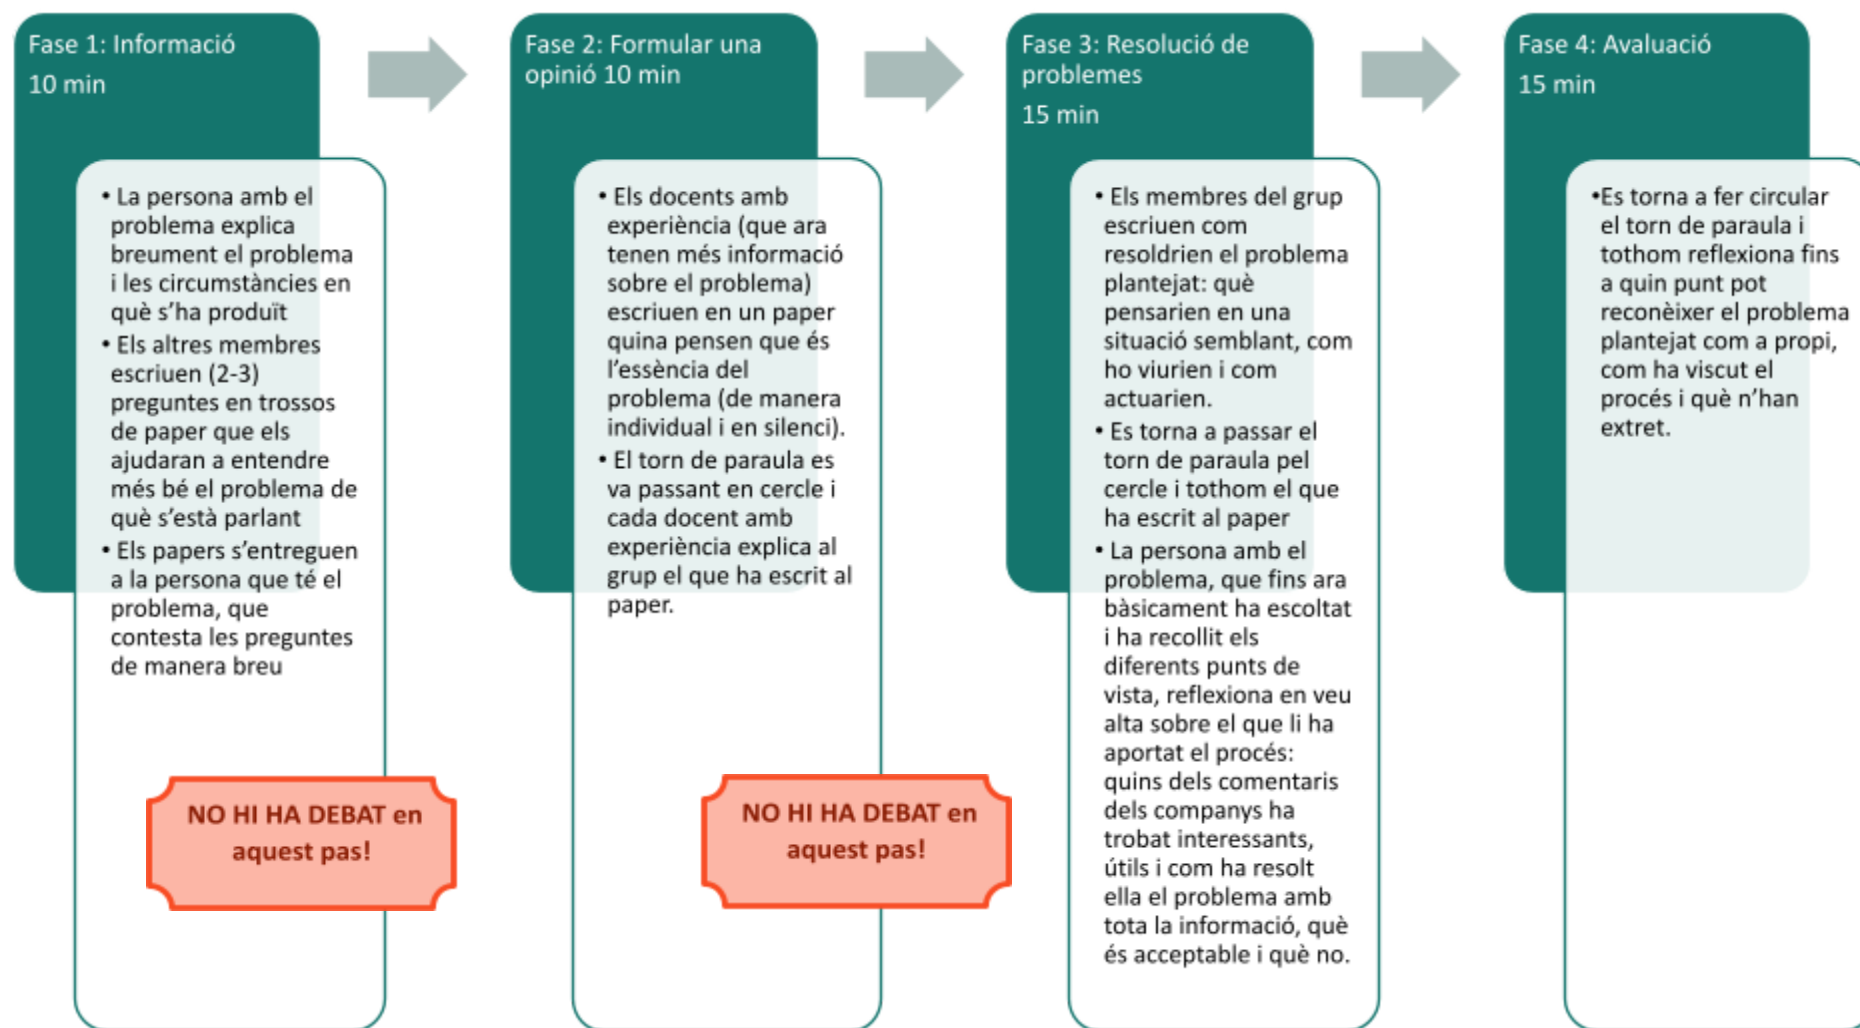 Fase 1: Informació
10 min
• La persona amb el
problema explica
breument el problema
i les circumstàncies en
què s'ha produït
• Els altres membres
escriuen (2-3)
preguntes en trossos
de paper que els
ajudaran a entendre
més bé el problema de
què s'està parlant
• Els papers s'entreguen
a la persona que té el
problema, que
contesta les preguntes
de manera breu
NO HI HA DEBAT en
aquest pas!
Fase 2: Formular una
opinió 10 min
• Els docents amb
experiència (que ara
tenen més informació
sobre el problema)
escriuen en un paper
quina pensen que és
l'essència del
problema (de manera
individual i en silenci).
• El torn de paraula es
va passant en cercle i
cada docent amb
experiència explica al
grup el que ha escrit al
paper.
NO HI HA DEBAT en
aquest pas!
Fase 3: Resolució de
problemes
15 min
• Els membres del grup
escriuen com
resoldrien el problema
plantejat: què
pensarien en una
situació semblant, com
ho viurien i com
actuarien.
• Es torna a passar el
torn de paraula pel
cercle i tothom el que
ha escrit al paper
• La persona amb el
problema, que fins ara
bàsicament ha escoltat
i ha recollit els
diferents punts de
vista, reflexiona en veu
alta sobre el que li ha
aportat el procés:
quins dels comentaris
dels companys ha
trobat interessants,
útils i com ha resolt
ella el problema amb
tota la informació, què
és acceptable i què no.
Fase 4: Avaluació
15 min
•Es torna a fer circular
el torn de paraula i
tothom reflexiona fins
a quin punt pot
reconèixer el problema
plantejat com a propi,
com ha viscut el
procés i què n'han
extret.